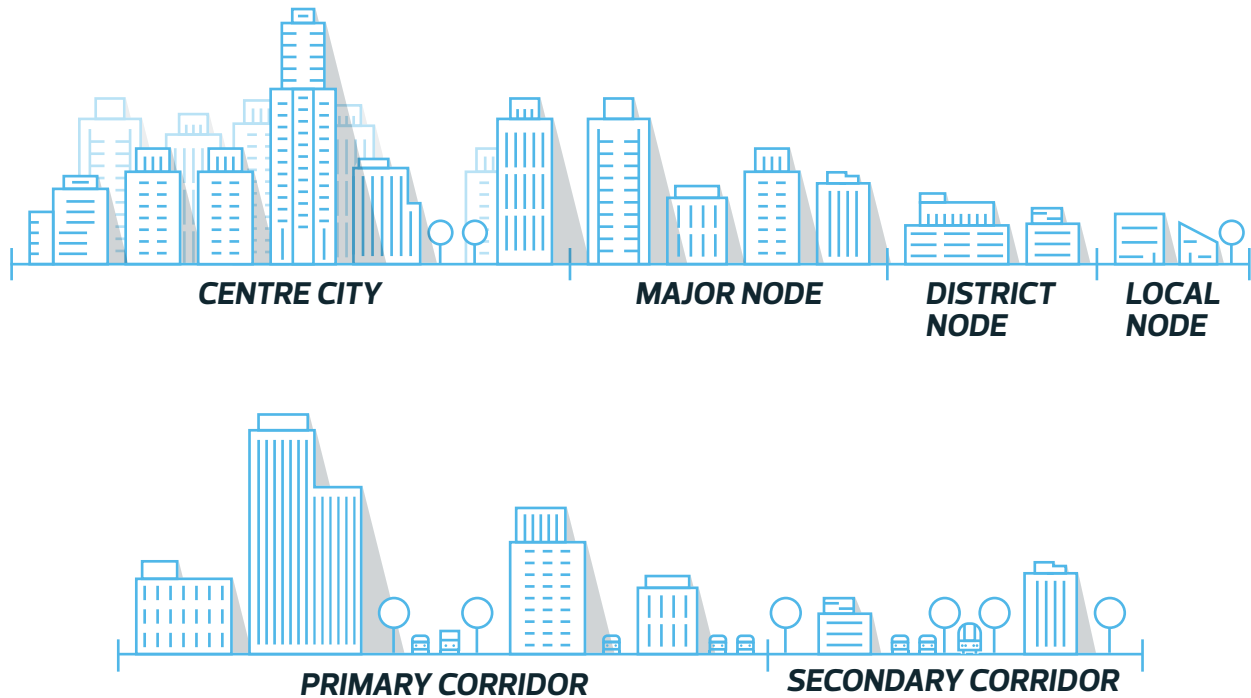 CENTRE CITY
MAJOR NODE
DISTRICT
NODE
LOCAL
NODE
PRIMARY CORRIDOR
SECONDARY CORRIDOR